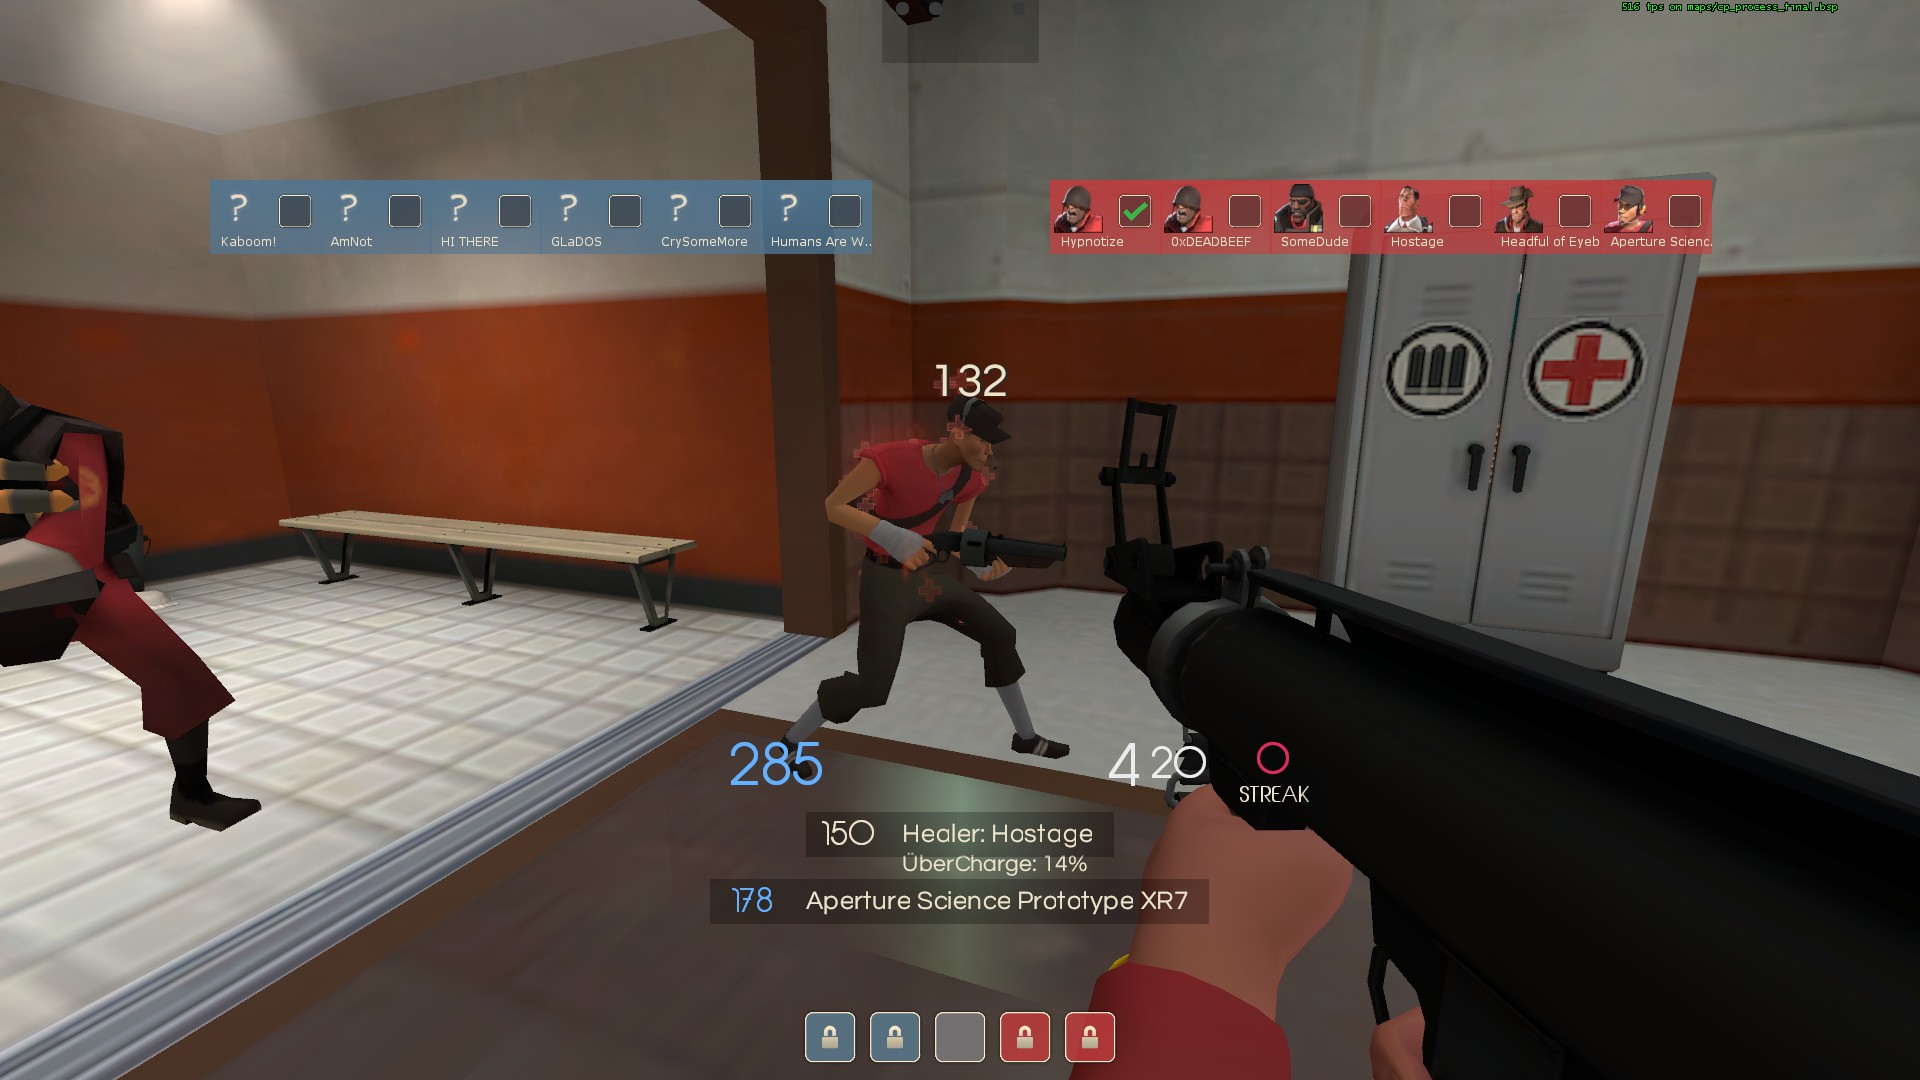 516 fps on maps/cp_process_final.bsp
? ? ? ? ? ?
Kaboom! AmNot HI THERE GLaDOS CrySomeMore Humans Are W..
Hypnotize 0xDEADBEEF SomeDude Hostage Headful of Eyeb Aperture Scienc.
132
285
4 20
STREAK
150 Healer: Hostage
ÜberCharge: 14%
178 Aperture Science Prototype XR7